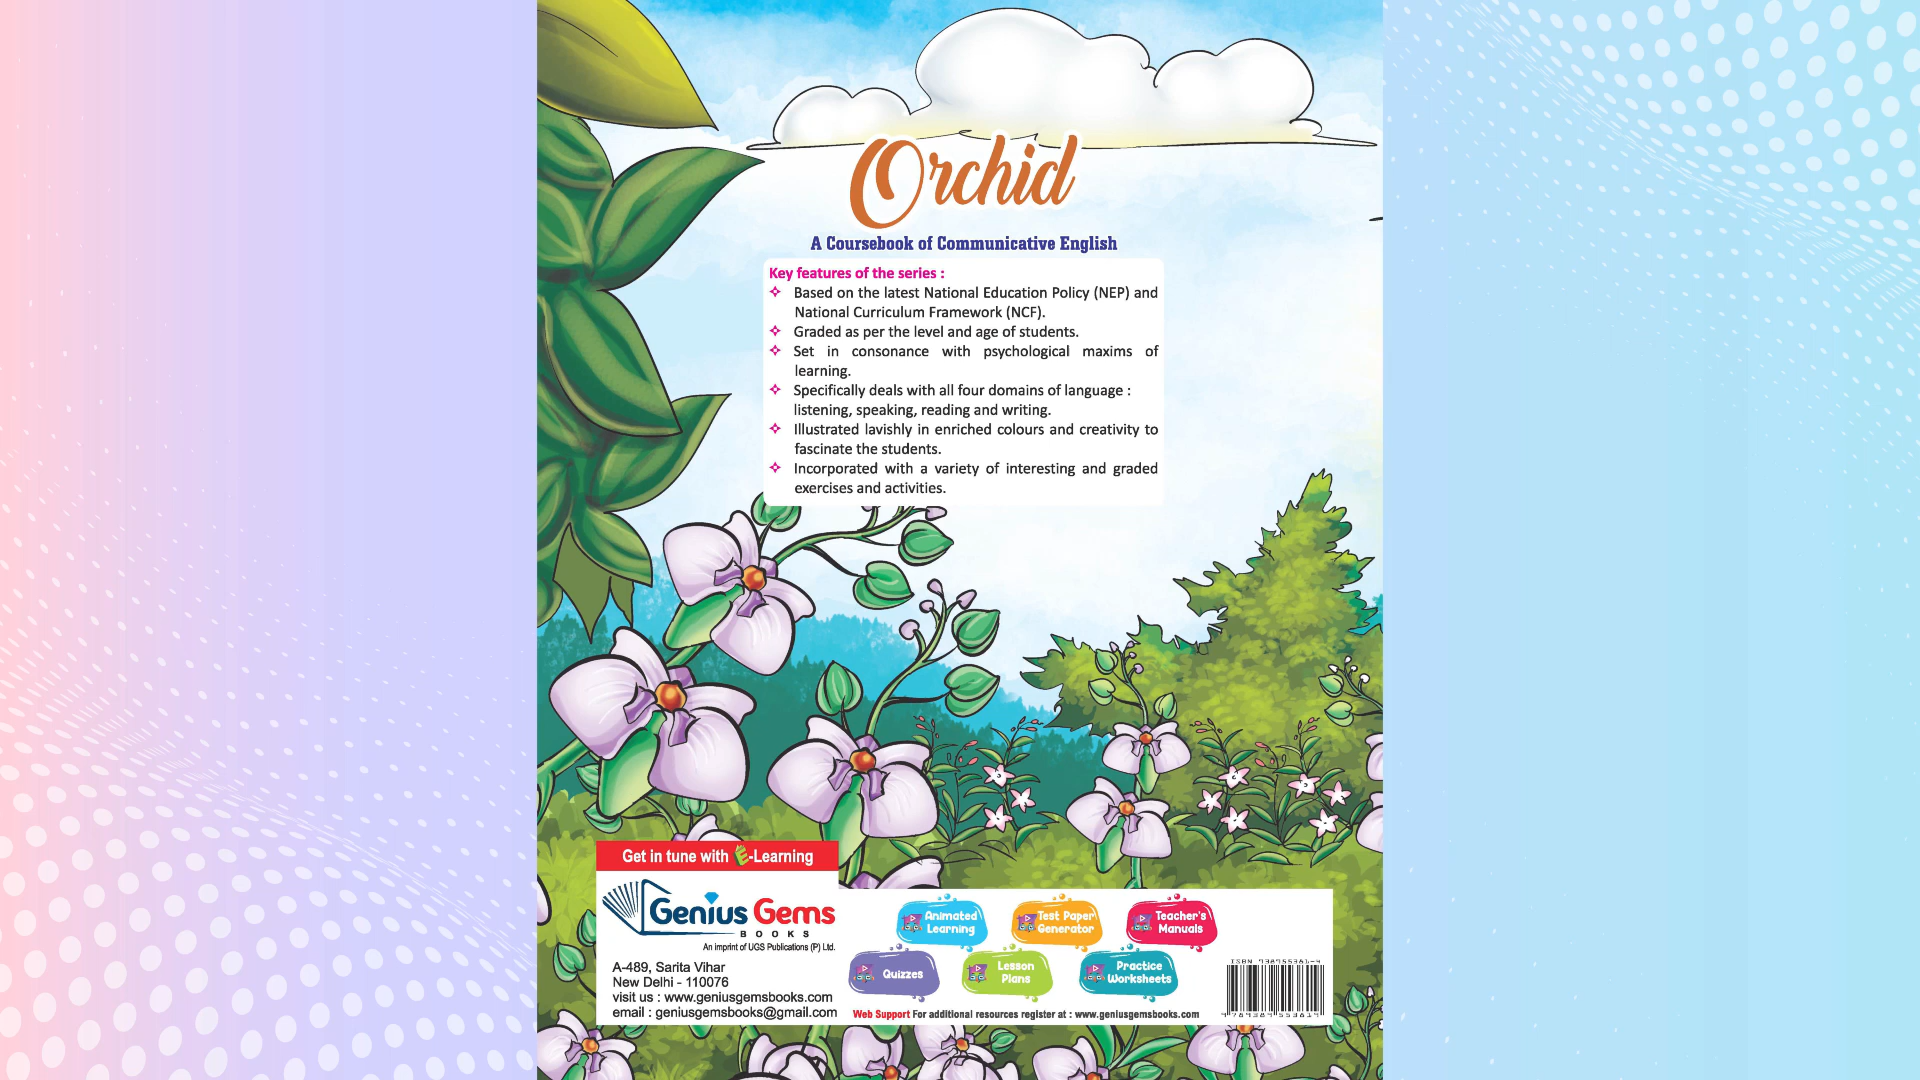 Orchid
A Coursebook of Communicative English
Key features of the series :
Based on the latest National Education Policy (NEP) and
National Curriculum Framework (NCF).
Graded as per the level and age of students.
Set in consonance with psychological maxims of
learning.
Specifically deals with all four domains of language :
listening, speaking, reading and writing.
Illustrated lavishly in enriched colours and creativity to
fascinate the students.
Incorporated with a variety of interesting and graded
exercises and activities.
Get in tune with E-Learning
Genius Gems
BOOKS
An imprint of UGS Publications (P) Ltd.
A-489, Sarita Vihar
New Delhi - 110076
visit us : www.geniusgemsbooks.com
email : geniusgemsbooks@gmail.com
Animated
Learning
Test Paper
Generator
Teacher's
Manuals
Quizzes
Lesson
Plans
Practice
Worksheets
Web Support For additional resources register at : www.geniusgemsbooks.com
ISBN